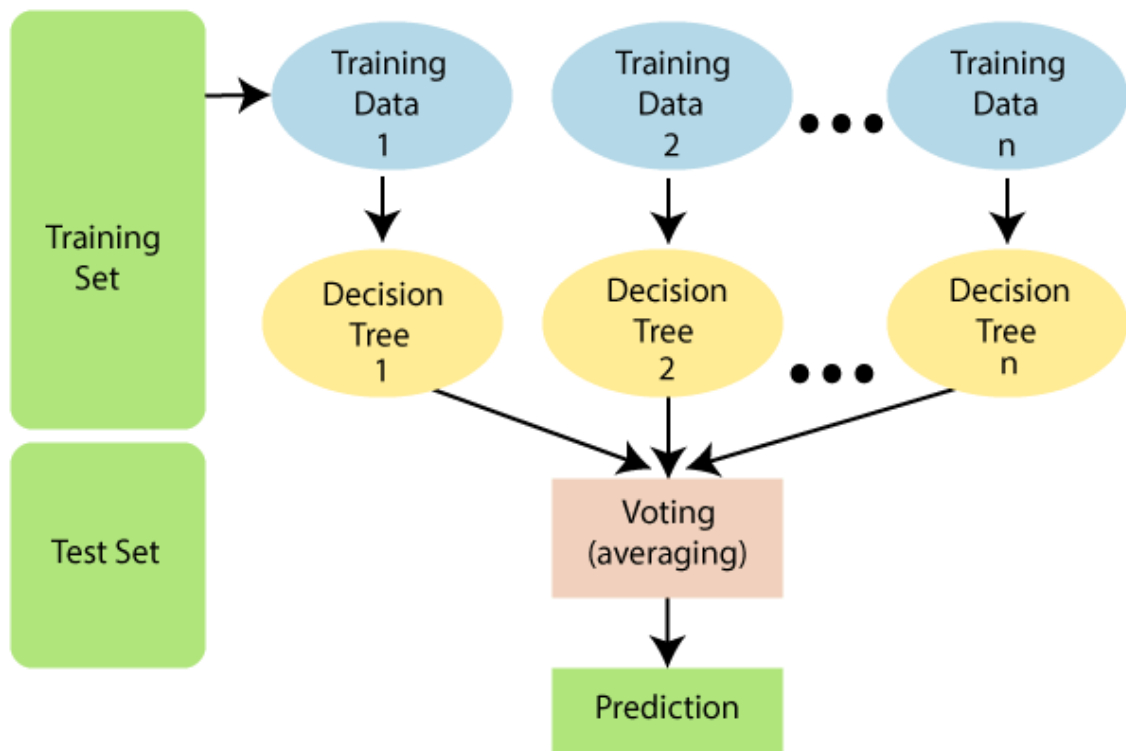 Training
Set
Test Set
Training
Data
1
Training
Data
2
Training
Data
n
Decision
Tree
1
Decision
Tree
2
Decision
Tree
n
Voting
(averaging)
Prediction